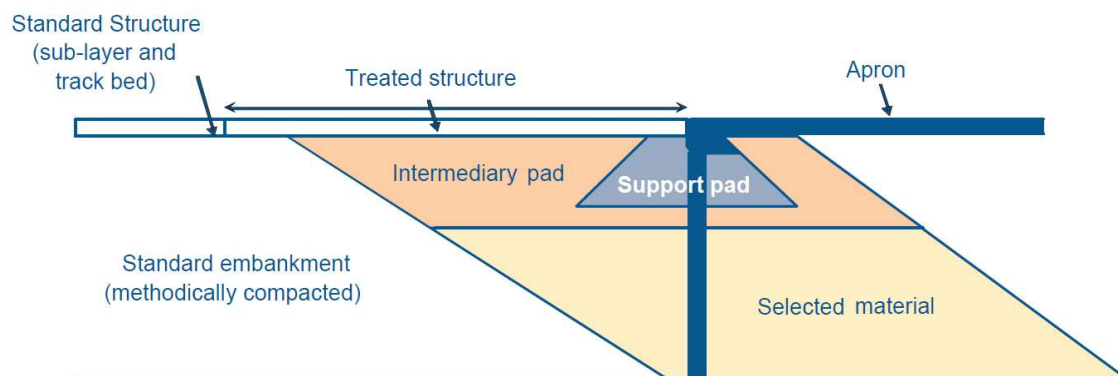 Standard Structure
(sub-layer and
track bed)
Treated structure
Apron
Intermediary pad
Support pad
Standard embankment
(methodically compacted)
Selected material